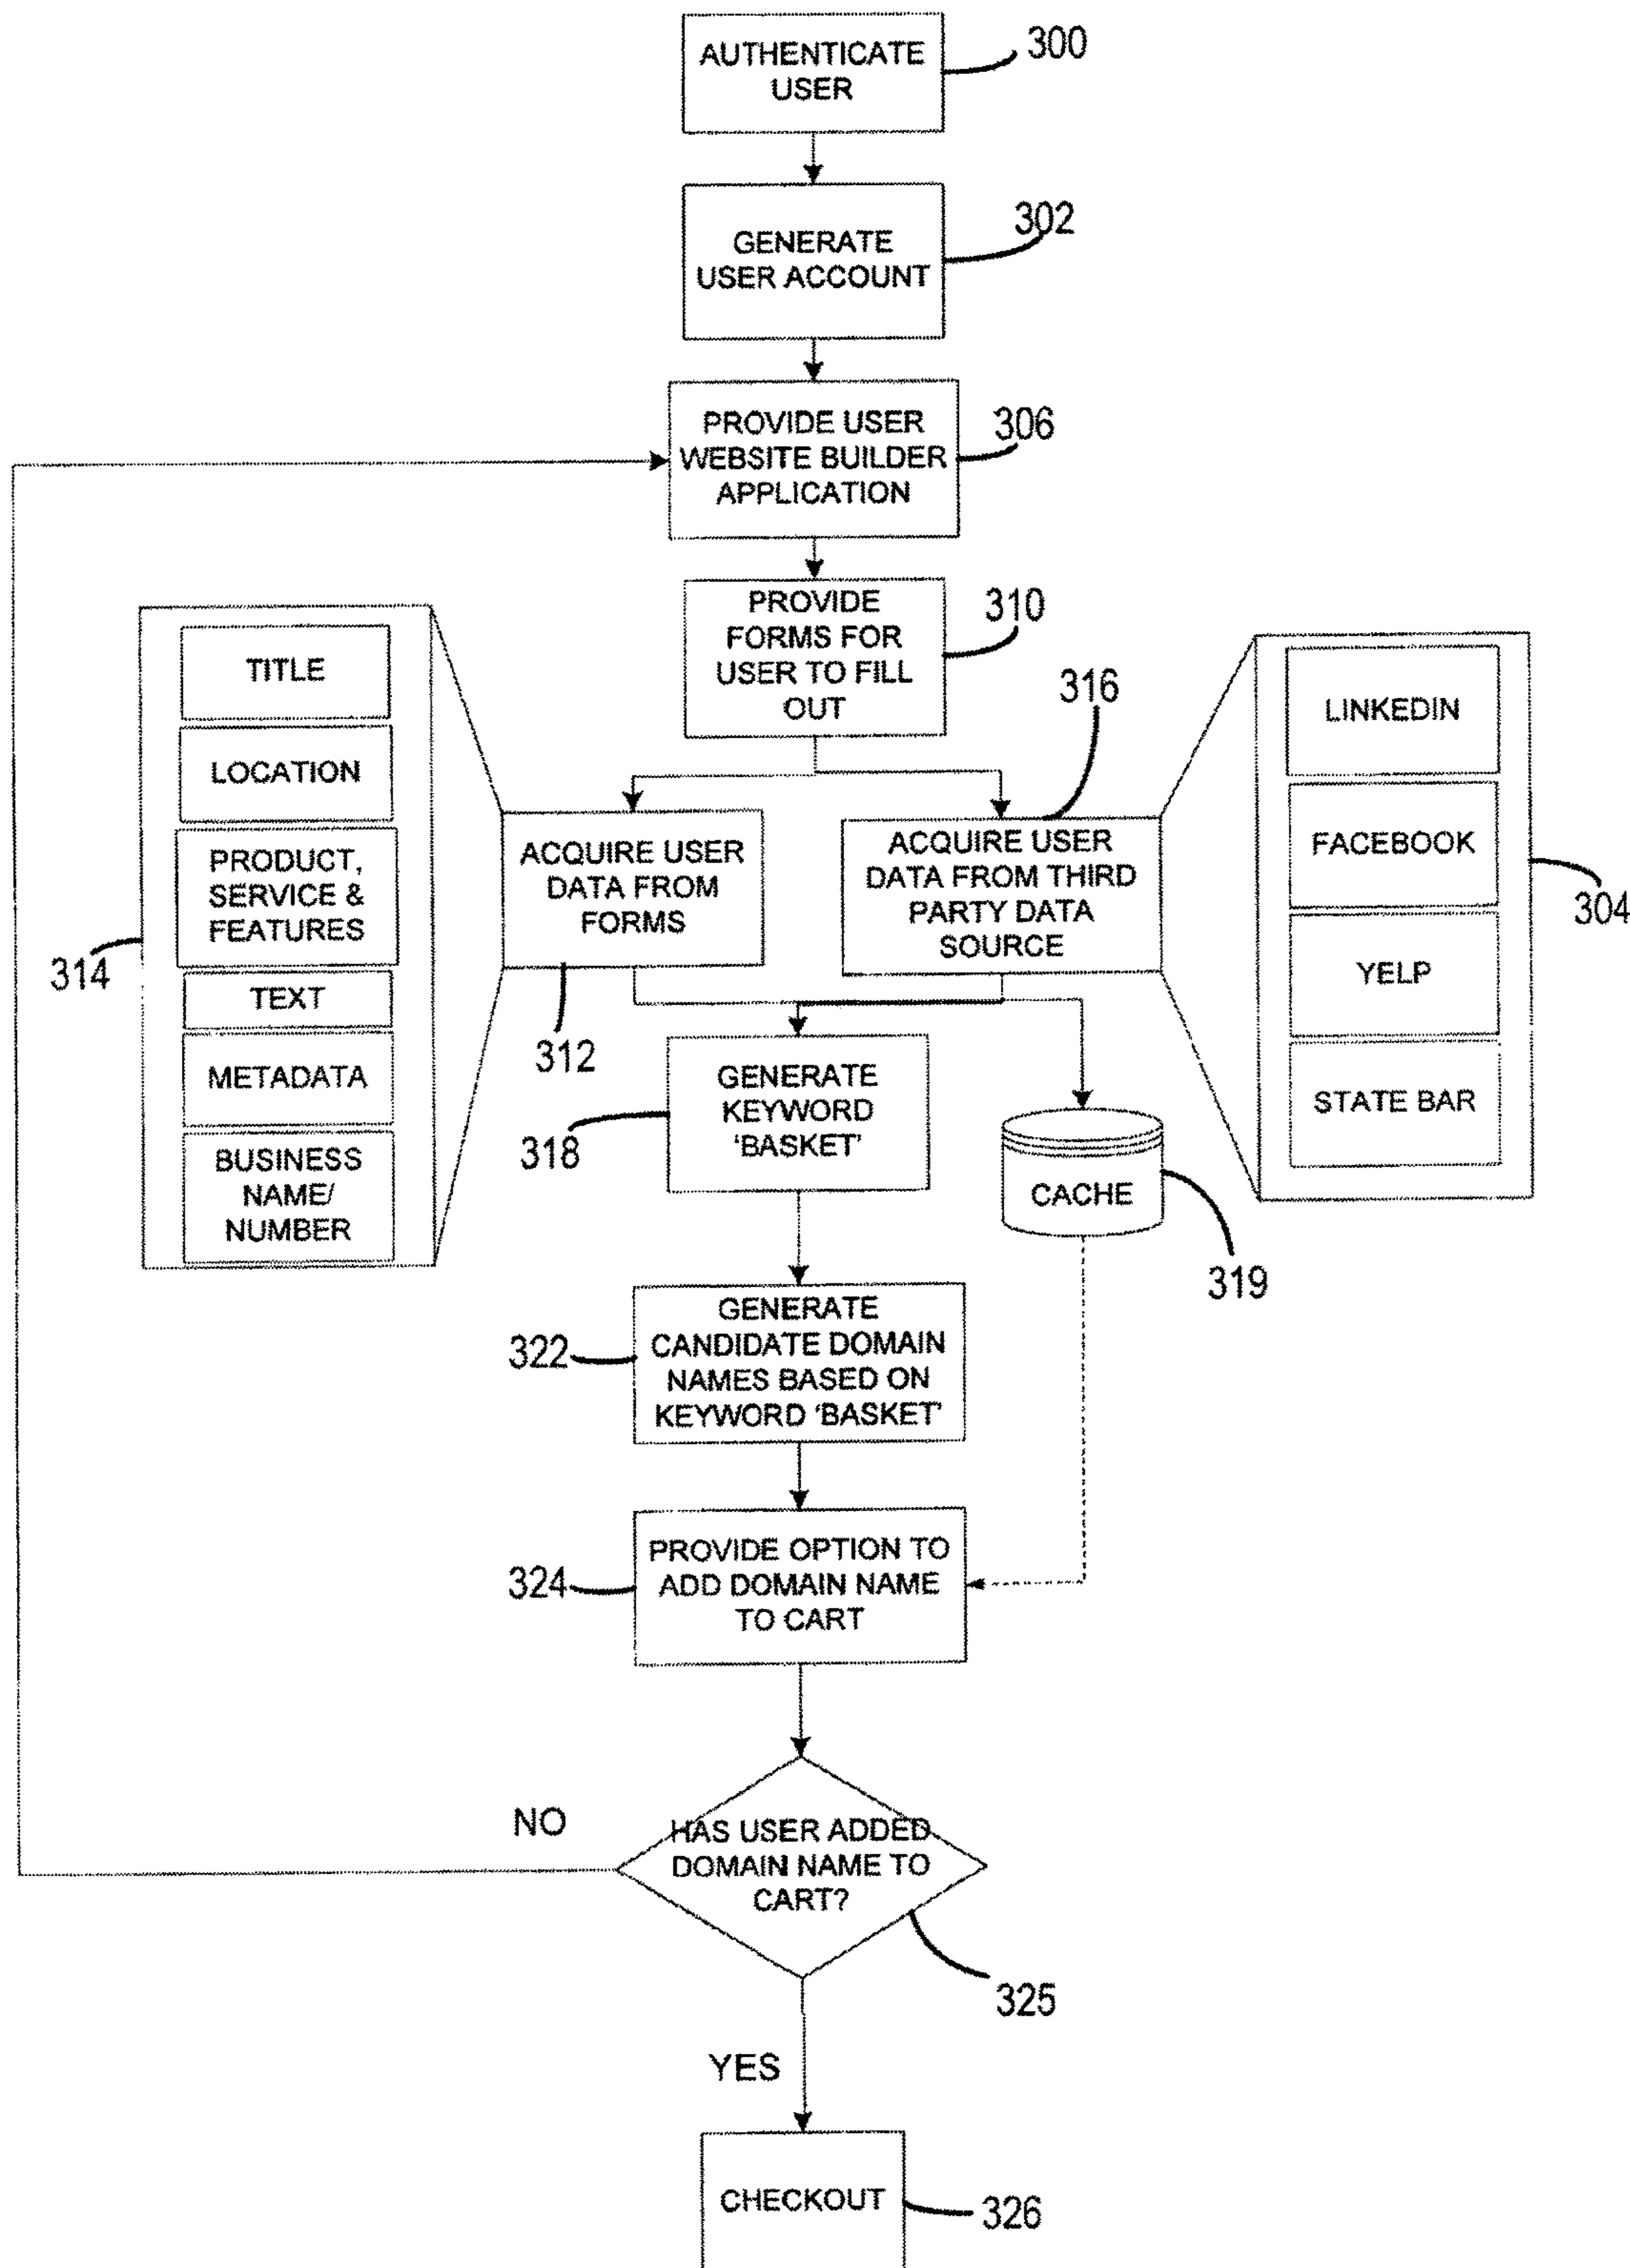 AUTHENTICATE
USER
300
GENERATE
USER ACCOUNT
302
PROVIDE USER
WEBSITE BUILDER
APPLICATION
306
PROVIDE
FORMS FOR
USER TO FILL
OUT
310
TITLE
LOCATION
PRODUCT,
SERVICE &
FEATURES
TEXT
METADATA
BUSINESS
NAME/
NUMBER
314
ACQUIRE USER
DATA FROM
FORMS
312
316
ACQUIRE USER
DATA FROM THIRD
PARTY DATA
SOURCE
LINKEDIN
FACEBOOK
YELP
STATE BAR
304
GENERATE
KEYWORD
'BASKET'
318
CACHE
319
GENERATE
CANDIDATE DOMAIN
NAMES BASED ON
KEYWORD 'BASKET'
322
PROVIDE OPTION TO
ADD DOMAIN NAME
TO CART
324
NO
HAS USER ADDED
DOMAIN NAME TO
CART?
325
YES
CHECKOUT
326